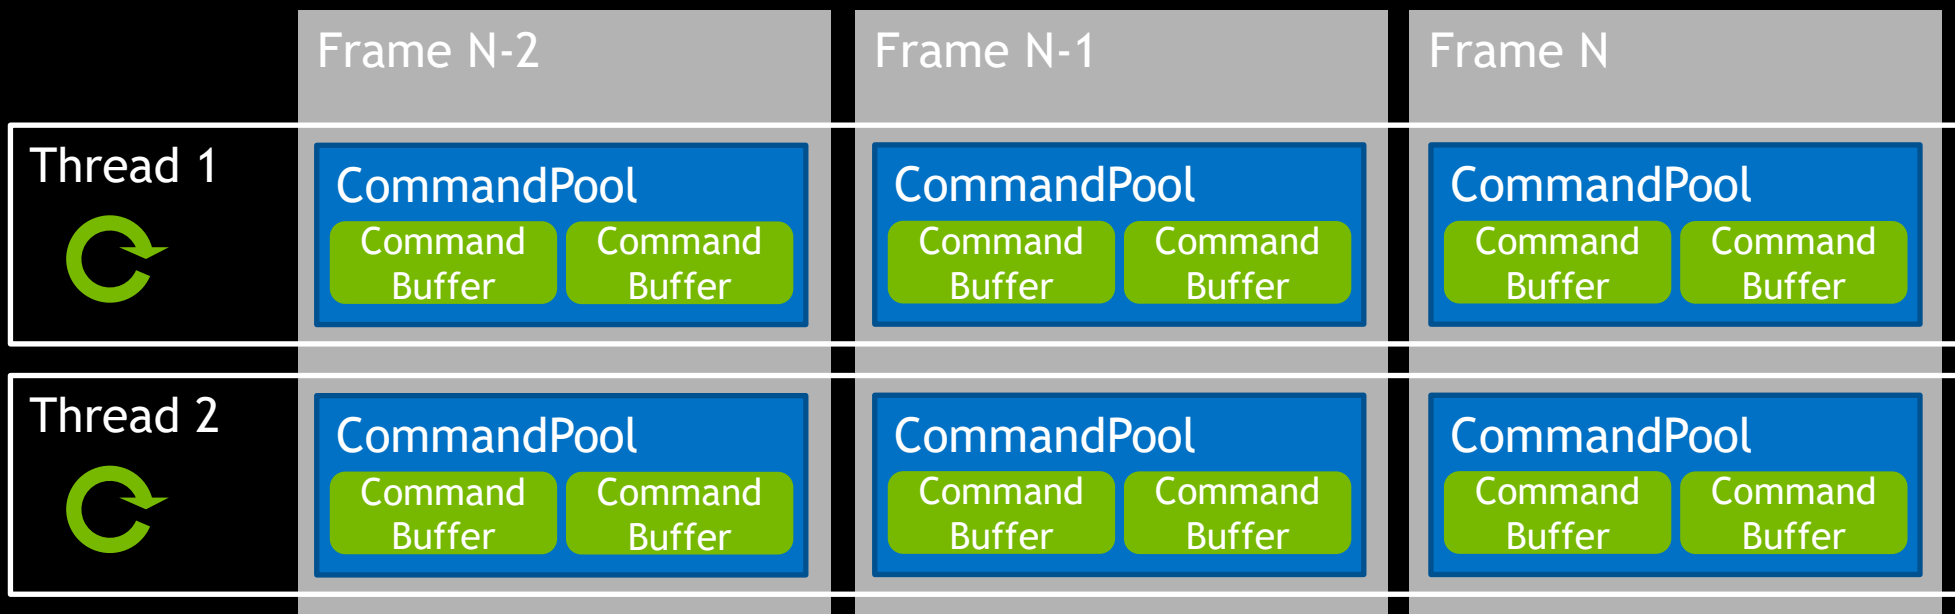 Frame N-2
Frame N-1
Frame N
Thread 1
CommandPool
Command
Buffer
Command
Buffer
CommandPool
Command
Buffer
Command
Buffer
CommandPool
Command
Buffer
Command
Buffer
Thread 2
CommandPool
Command
Buffer
Command
Buffer
CommandPool
Command
Buffer
Command
Buffer
CommandPool
Command
Buffer
Command
Buffer